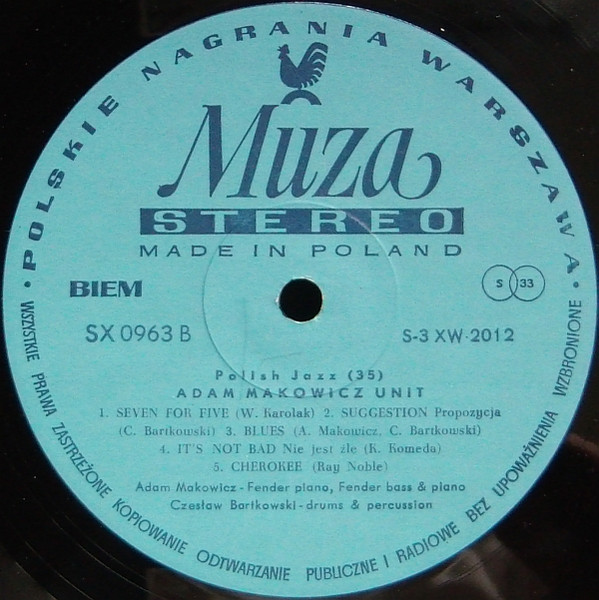 • POLSKIE NAGRANIA WARSZAWA •
Muza
STEREO
MADE IN POLAND
BIEM
S 33
SX 0963 B
S-3 XW-2012
Polish Jazz (35)
ADAM MAKOWICZ UNIT
1. SEVEN FOR FIVE (W. Karolak) 2. SUGGESTION Propozycja
(C. Bartkowski) 3. BLUES (A. Makowicz, C. Bartkowski)
4. IT'S NOT BAD Nie jest źle (K. Komeda)
5. CHEROKEE (Ray Noble)
Adam Makowicz - Fender piano, Fender bass & piano
Czesław Bartkowski - drums & percussion
WSZYSTKIE PRAWA ZASTRZEŻONE KOPIOWANIE ODTWARZANIE PUBLICZNE I RADIOWE BEZ UPOWAŻNIENIA WZBRONIONE